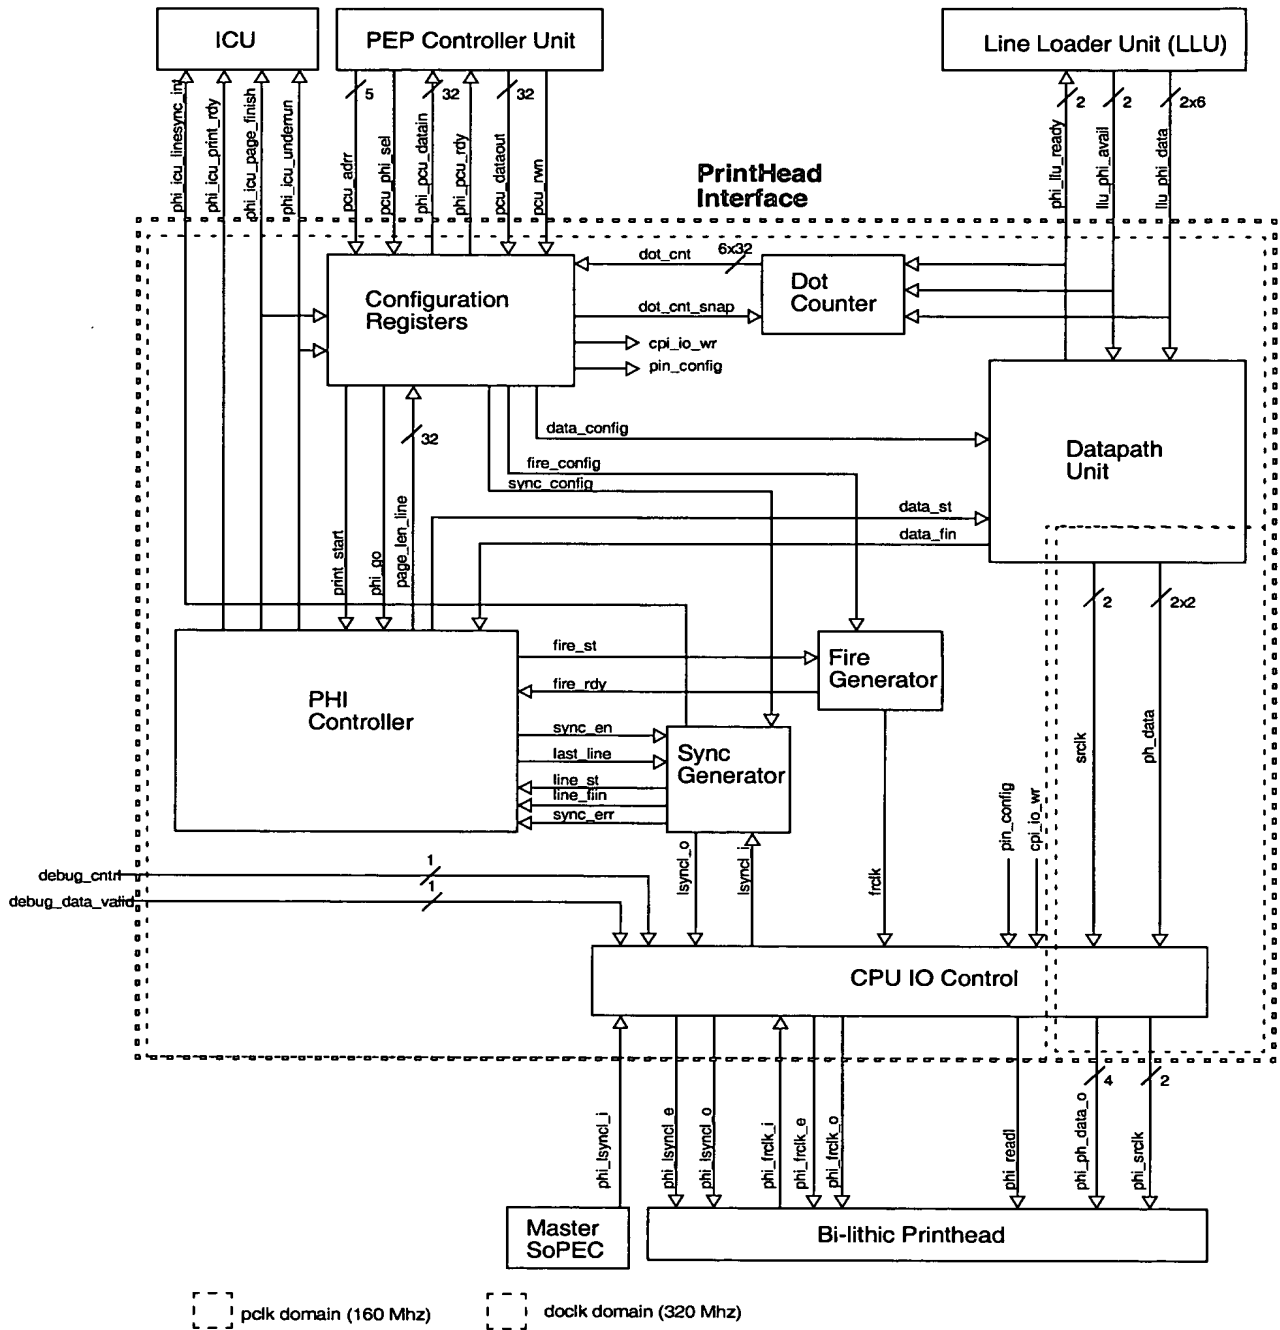 ICU
PEP Controller Unit
Line Loader Unit (LLU)
phi_icu_linesync_int
phi_icu_print_rdy
phi_icu_page_finish
phi_icu_underrun
5
32
32
pcu_adrr
pcu_phi_sel
phi_pcu_datain
phi_pcu_rdy
pcu_dataout
pcu_rwn
2
2
2x6
phi_llu_ready
llu_phi_avail
llu_phi_data
PrintHead
Interface
Configuration
Registers
dot_cnt
6x32
dot_cnt_snap
Dot
Counter
cpi_io_wr
pin_config
32
data_config
fire_config
sync_config
Datapath
Unit
data_st
data_fin
print_start
phi_go
page_len_line
2
2x2
PHI
Controller
fire_st
fire_rdy
Fire
Generator
sync_en
last_line
line_st
line_fiin
sync_err
Sync
Generator
srclk
ph_data
lsyncl_o
lsyncl_i
frclk
pin_config
cpi_io_wr
debug_cntrl
1
debug_data_valid
1
CPU IO Control
4
2
phi_lsyncl_i
phi_lsyncl_e
phi_lsyncl_o
phi_frclk_i
phi_frclk_e
phi_frclk_o
phi_readl
phi_ph_data_o
phi_srclk
Master
SoPEC
Bi-lithic Printhead
pclk domain (160 Mhz)
doclk domain (320 Mhz)